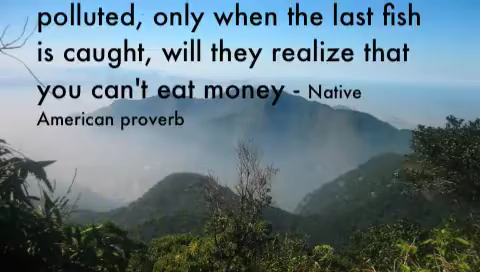 polluted, only when the last fish
is caught, will they realize that
you can't eat money - Native
American proverb